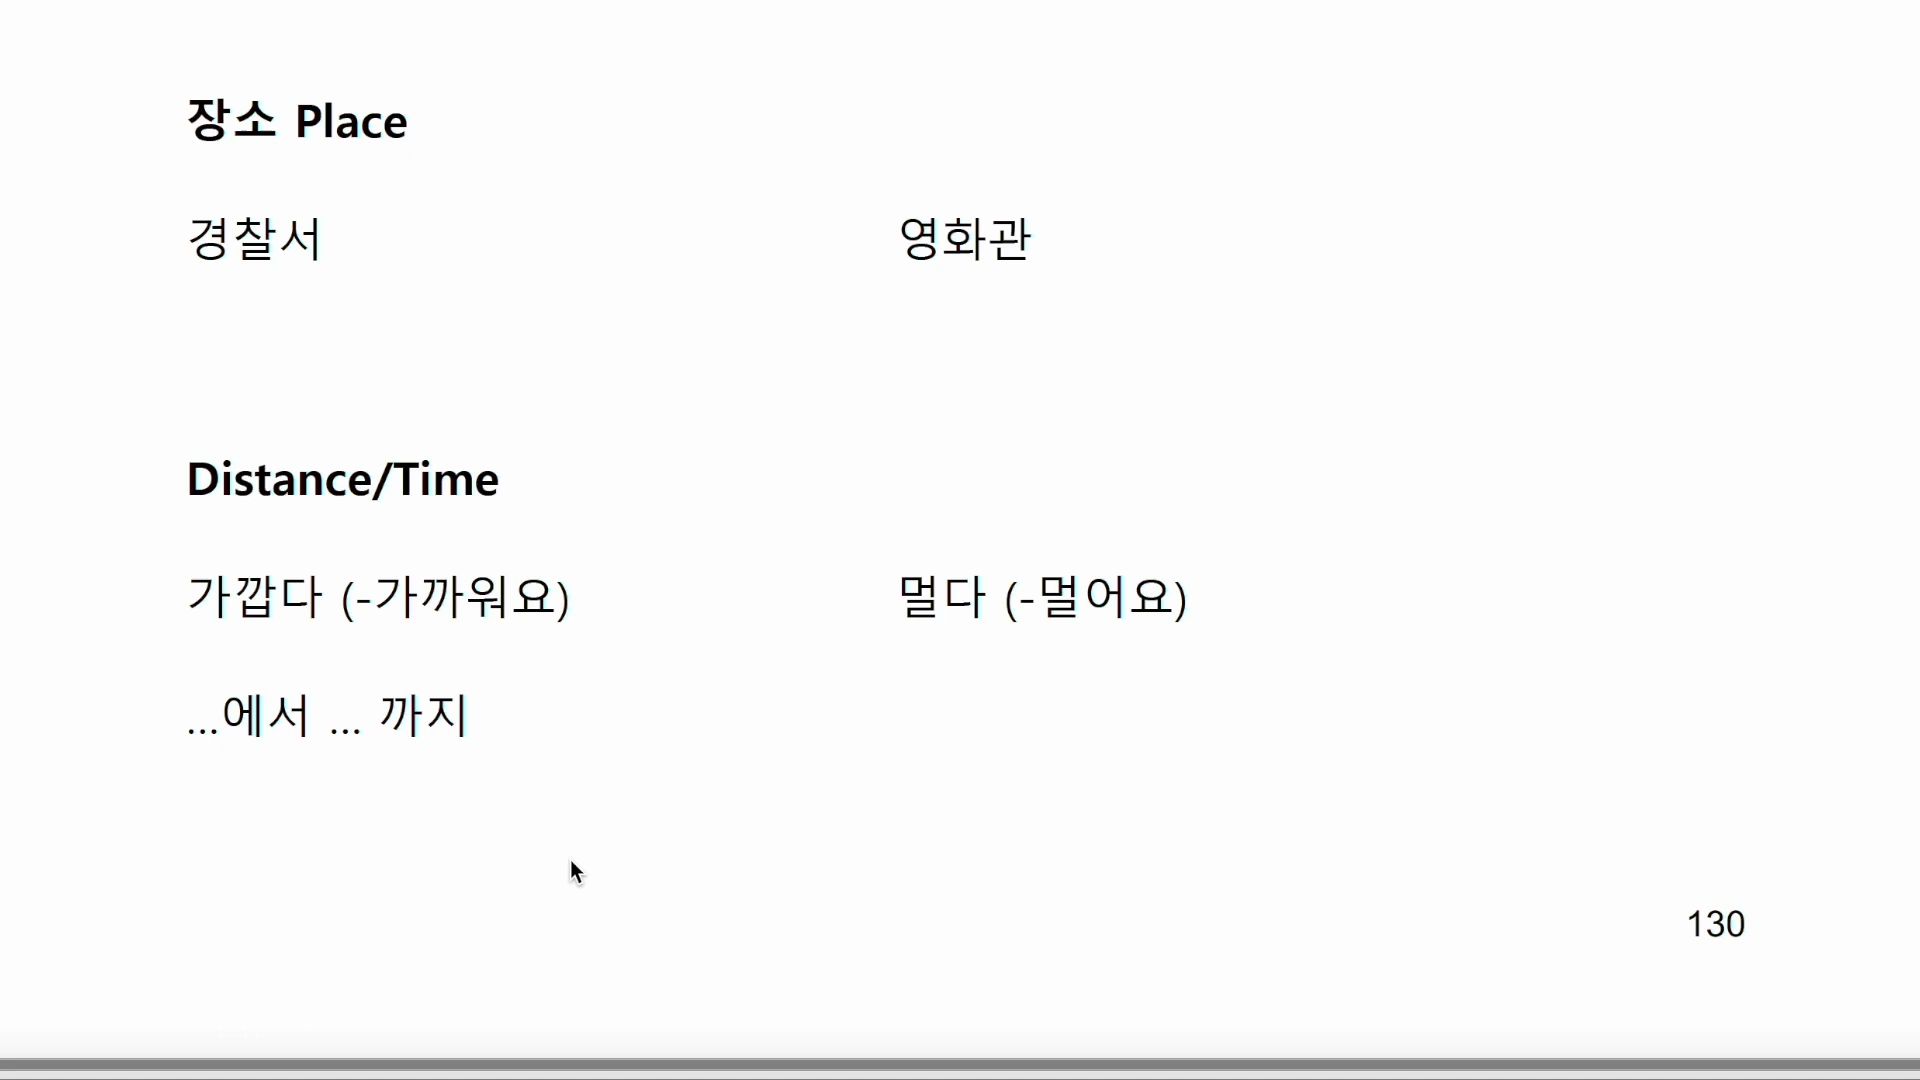 장소 Place
경찰서 영화관
Distance/Time
가깝다 (-가까워요) 멀다 (-멀어요)
...에서 ... 까지
130